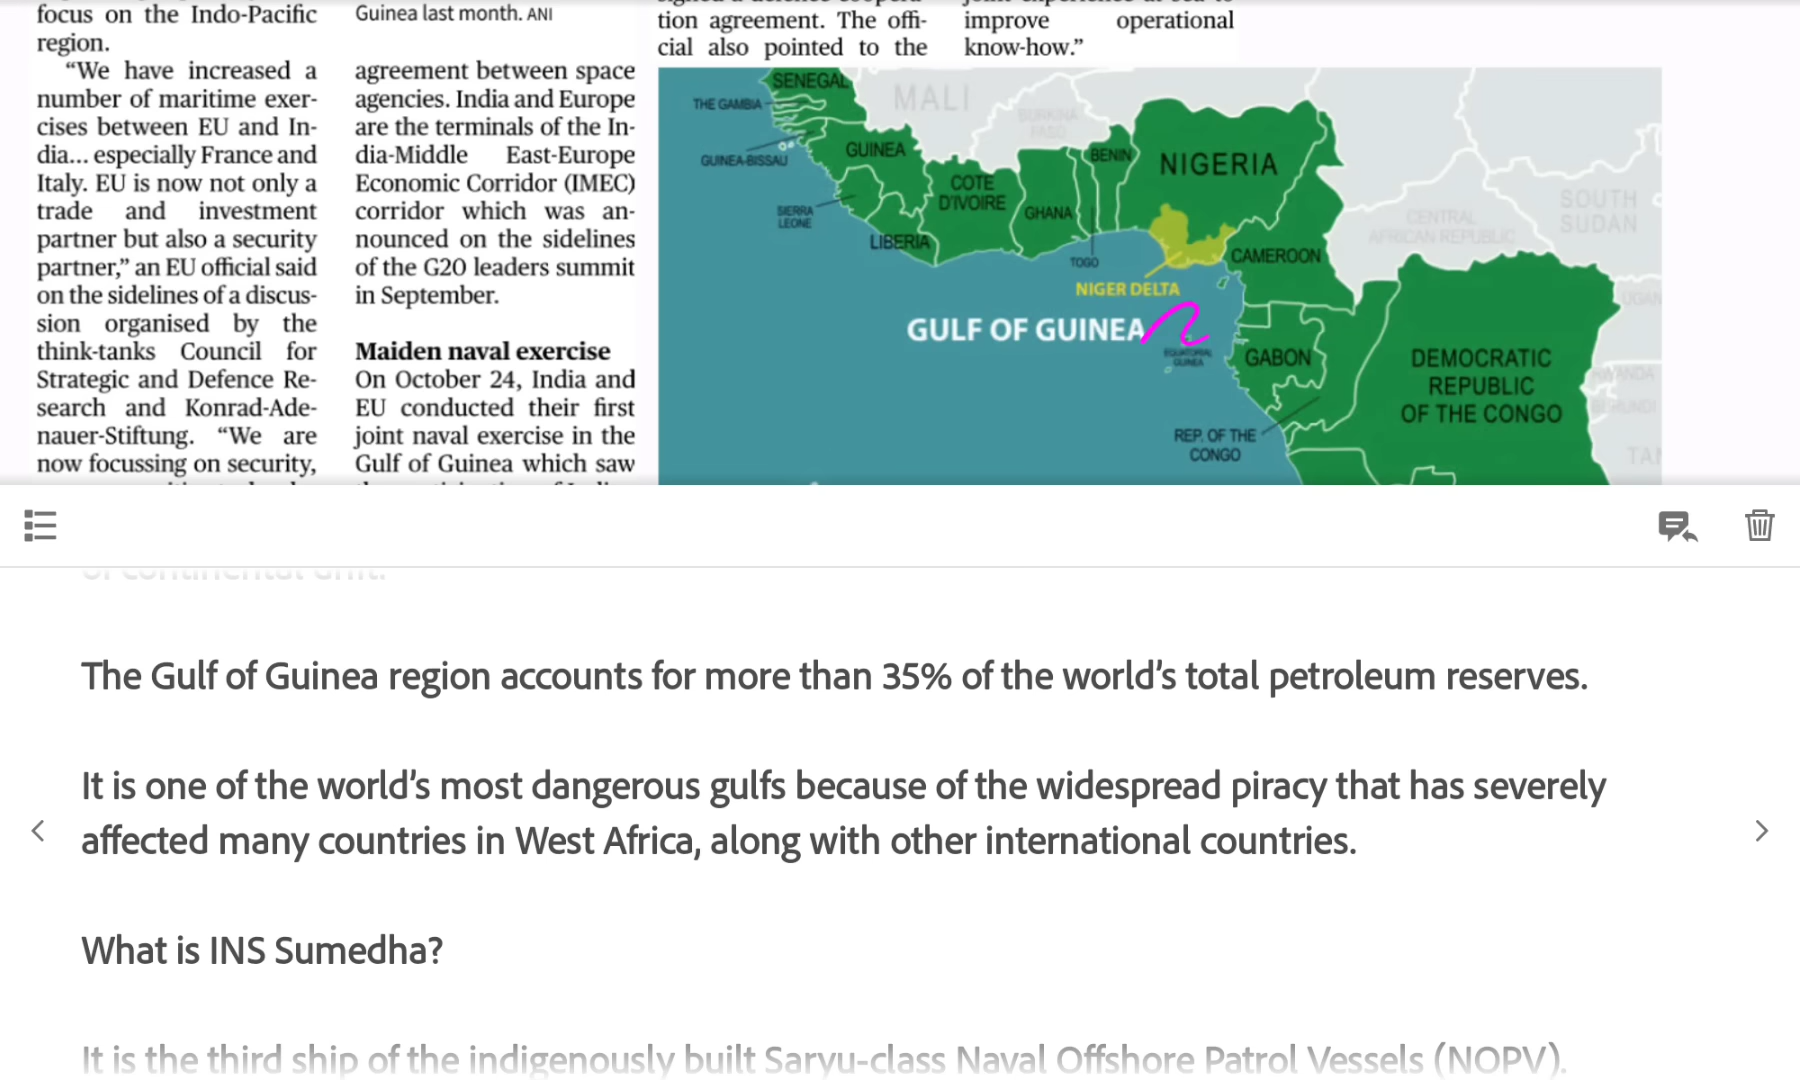 focus on the Indo-Pacific
region.
“We have increased a
number of maritime exer-
cises between EU and In-
dia... especially France and
Italy. EU is now not only a
trade and investment
partner but also a security
partner,” an EU official said
on the sidelines of a discus-
sion organised by the
think-tanks Council for
Strategic and Defence Re-
search and Konrad-Ade-
nauer-Stiftung. “We are
now focussing on security,
Guinea last month. ANI
agreement between space
agencies. India and Europe
are the terminals of the In-
dia-Middle East-Europe
Economic Corridor (IMEC)
corridor which was an-
nounced on the sidelines
of the G20 leaders summit
in September.
Maiden naval exercise
On October 24, India and
EU conducted their first
joint naval exercise in the
Gulf of Guinea which saw
tion agreement. The offi-
cial also pointed to the
improve operational
know-how.”
SENEGAL
MALI
THE GAMBIA
BURKINA
FASO
GUINEA-BISSAU
GUINEA
BENIN
NIGERIA
COTE
D'IVOIRE
SIERRA
LEONE
GHANA
LIBERIA
TOGO
CAMEROON
CENTRAL
AFRICAN REPUBLIC
SOUTH
SUDAN
NIGER DELTA
GULF OF GUINEA
EQUATORIAL
GUINEA
GABON
DEMOCRATIC
REPUBLIC
OF THE CONGO
REP. OF THE
CONGO
UGAN
RWANDA
BURUNDI
TAN
of continental drift.
The Gulf of Guinea region accounts for more than 35% of the world’s total petroleum reserves.
It is one of the world’s most dangerous gulfs because of the widespread piracy that has severely
affected many countries in West Africa, along with other international countries.
What is INS Sumedha?
It is the third ship of the indigenously built Saryu-class Naval Offshore Patrol Vessels (NOPV).